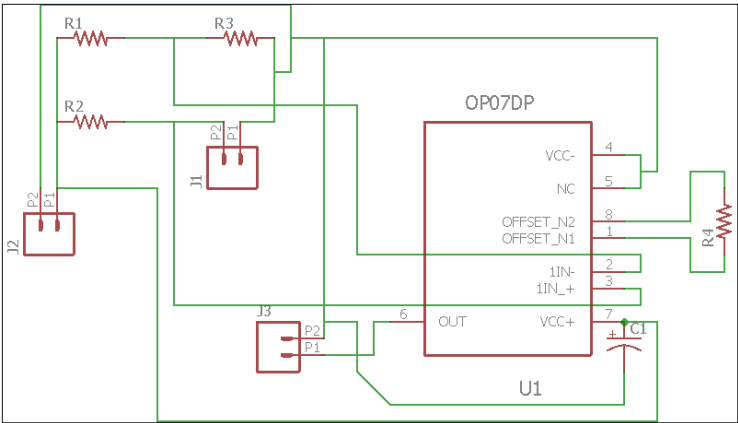 R1
R3
R2
P2
P1
J1
P2
P1
J2
OP07DP
VCC-
4
NC
5
OFFSET_N2
8
OFFSET_N1
1
1IN-
2
1IN_+
3
OUT
6
VCC+
7
R4
J3
P2
P1
+
C1
U1